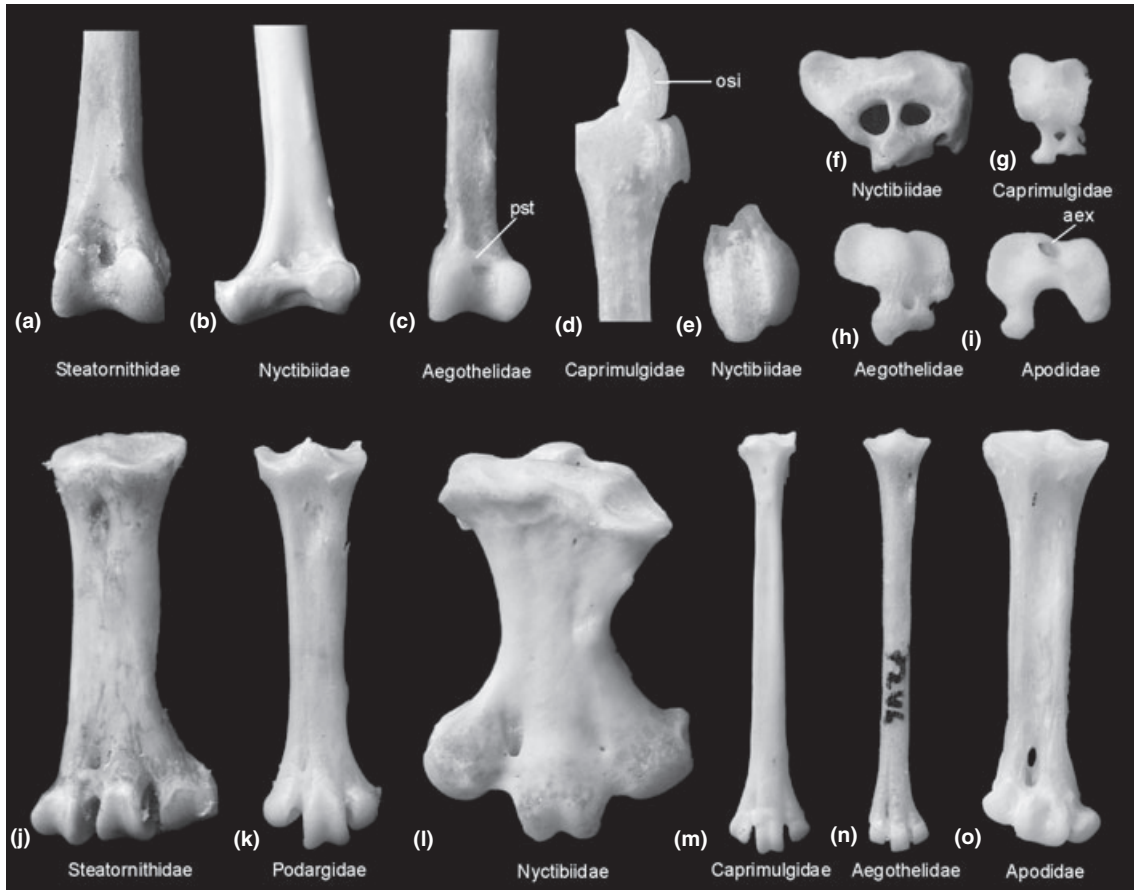 osi
pst
aex
(a)
(b)
(c)
(d)
(e)
(f)
(g)
(h)
(i)
Nyctibiidae
Caprimulgidae
Steatornithidae
Nyctibiidae
Aegothelidae
Caprimulgidae
Nyctibiidae
Aegothelidae
Apodidae
(j)
(k)
(l)
(m)
(n)
(o)
Steatornithidae
Podargidae
Nyctibiidae
Caprimulgidae
Aegothelidae
Apodidae